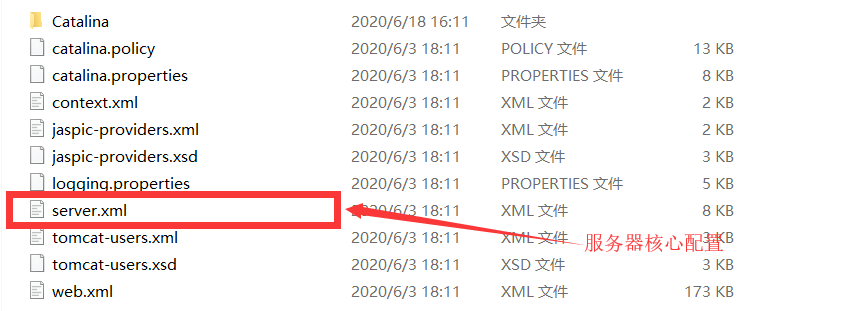 Catalina 2020/6/18 16:11 文件夹
catalina.policy 2020/6/3 18:11 POLICY 文件 13 KB
catalina.properties 2020/6/3 18:11 PROPERTIES 文件 8 KB
context.xml 2020/6/3 18:11 XML 文件 2 KB
jaspic-providers.xml 2020/6/3 18:11 XML 文件 2 KB
jaspic-providers.xsd 2020/6/3 18:11 XSD 文件 3 KB
logging.properties 2020/6/3 18:11 PROPERTIES 文件 5 KB
server.xml 2020/6/3 18:11 XML 文件 8 KB
tomcat-users.xml 2020/6/3 18:11 XML 文件 3 KB
服务器核心配置
tomcat-users.xsd 2020/6/3 18:11 XSD 文件 3 KB
web.xml 2020/6/3 18:11 XML 文件 173 KB